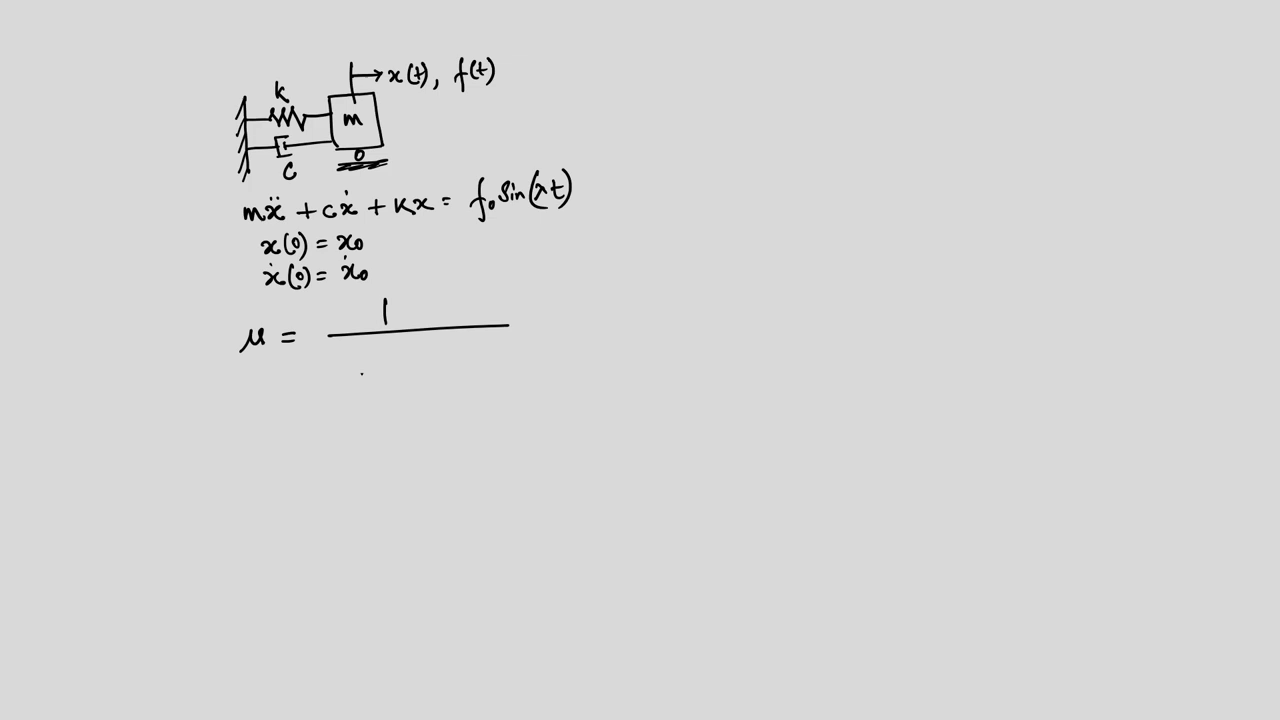 x(t), f(t)
k
m
c
mẍ + cẋ + kx = f₀ sin(λt)
x(0) = x₀
ẋ(0) = ẋ₀
μ = 1